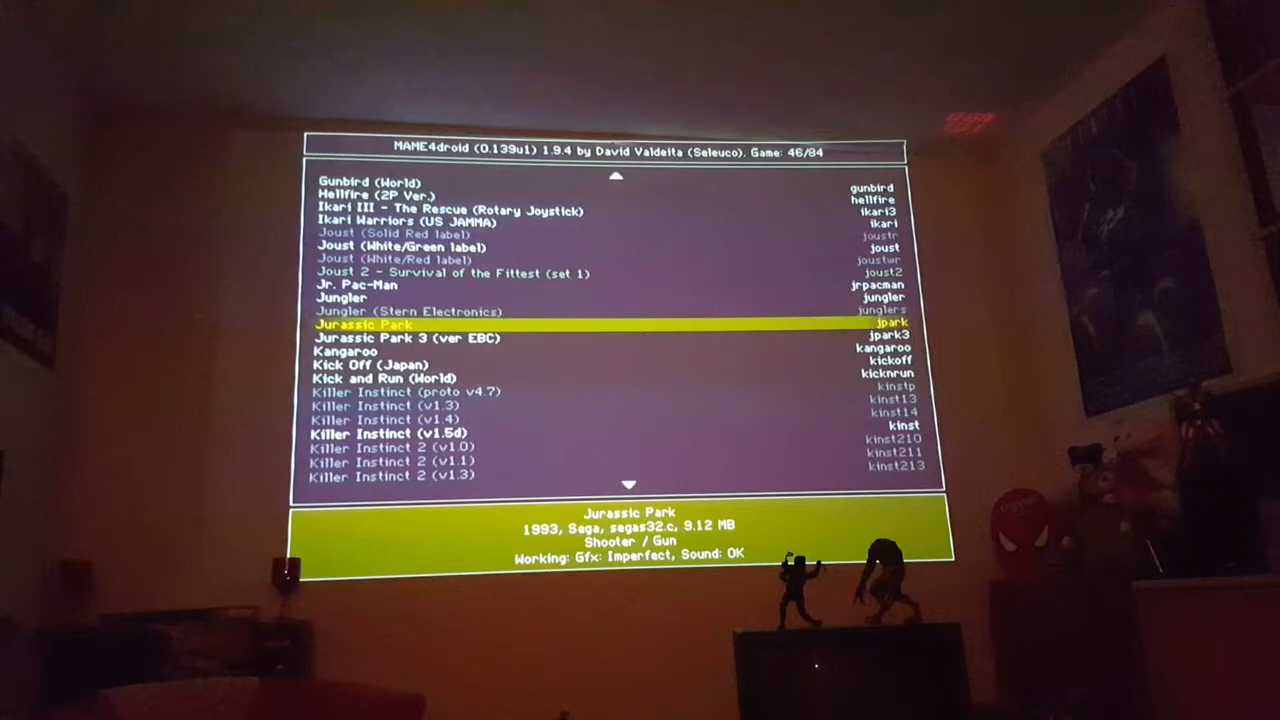 MAME4droid (0.139u1) 1.9.4 by David Valdeita (Seleuco). Game: 46/84
Gunbird (World) gunbird
Hellfire (2P Ver.) hellfire
Ikari III - The Rescue (Rotary Joystick) ikari3
Ikari Warriors (US JAMMA) ikari
Joust (Solid Red label) joustr
Joust (White/Green label) joust
Joust (White/Red label) joustwr
Joust 2 - Survival of the Fittest (set 1) joust2
Jr. Pac-Man jrpacman
Jungler jungler
Jungler (Stern Electronics) junglers
Jurassic Park jpark
Jurassic Park 3 (ver EBC) jpark3
Kangaroo kangaroo
Kick Off (Japan) kickoff
Kick and Run (World) kicknrun
Killer Instinct (proto v4.7) kinstp
Killer Instinct (v1.3) kinst13
Killer Instinct (v1.4) kinst14
Killer Instinct (v1.5d) kinst
Killer Instinct 2 (v1.0) kinst210
Killer Instinct 2 (v1.1) kinst211
Killer Instinct 2 (v1.3) kinst213
Jurassic Park
1993, Sega, segas32.c, 9.12 MB
Shooter / Gun
Working: Gfx: Imperfect, Sound: OK